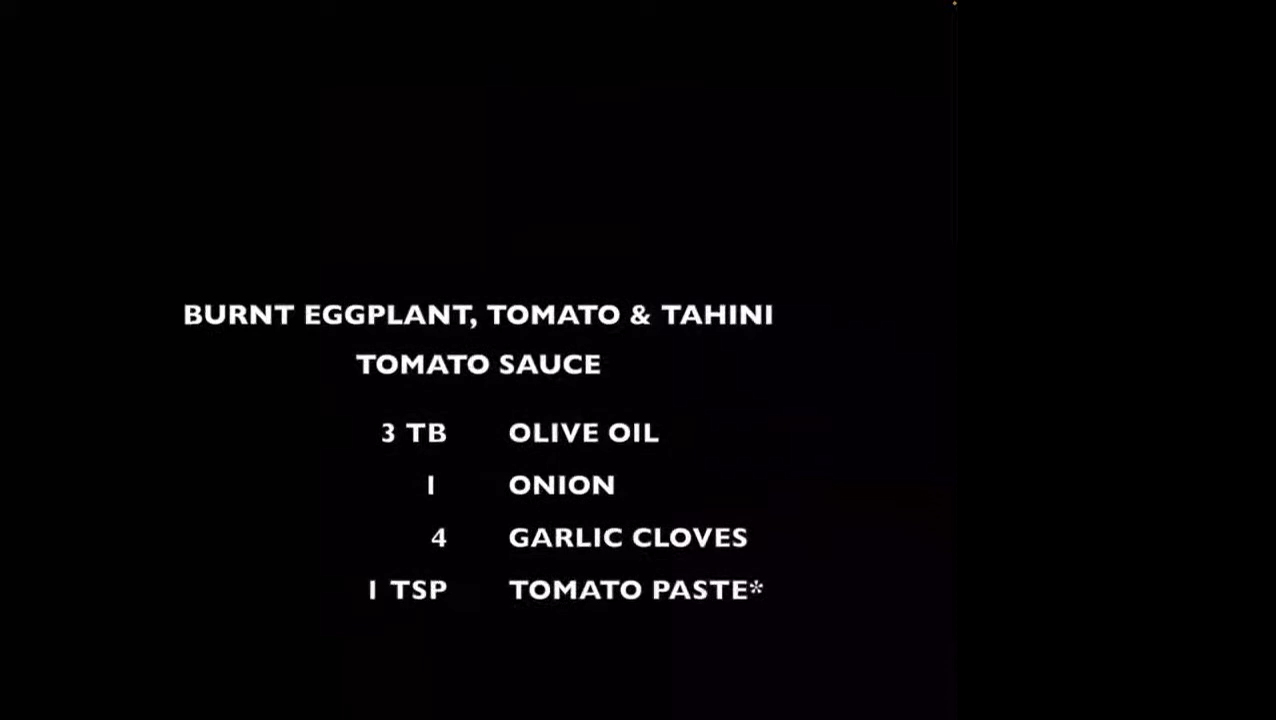 BURNT EGGPLANT, TOMATO & TAHINI
TOMATO SAUCE
3 TB OLIVE OIL
1 ONION
4 GARLIC CLOVES
1 TSP TOMATO PASTE*